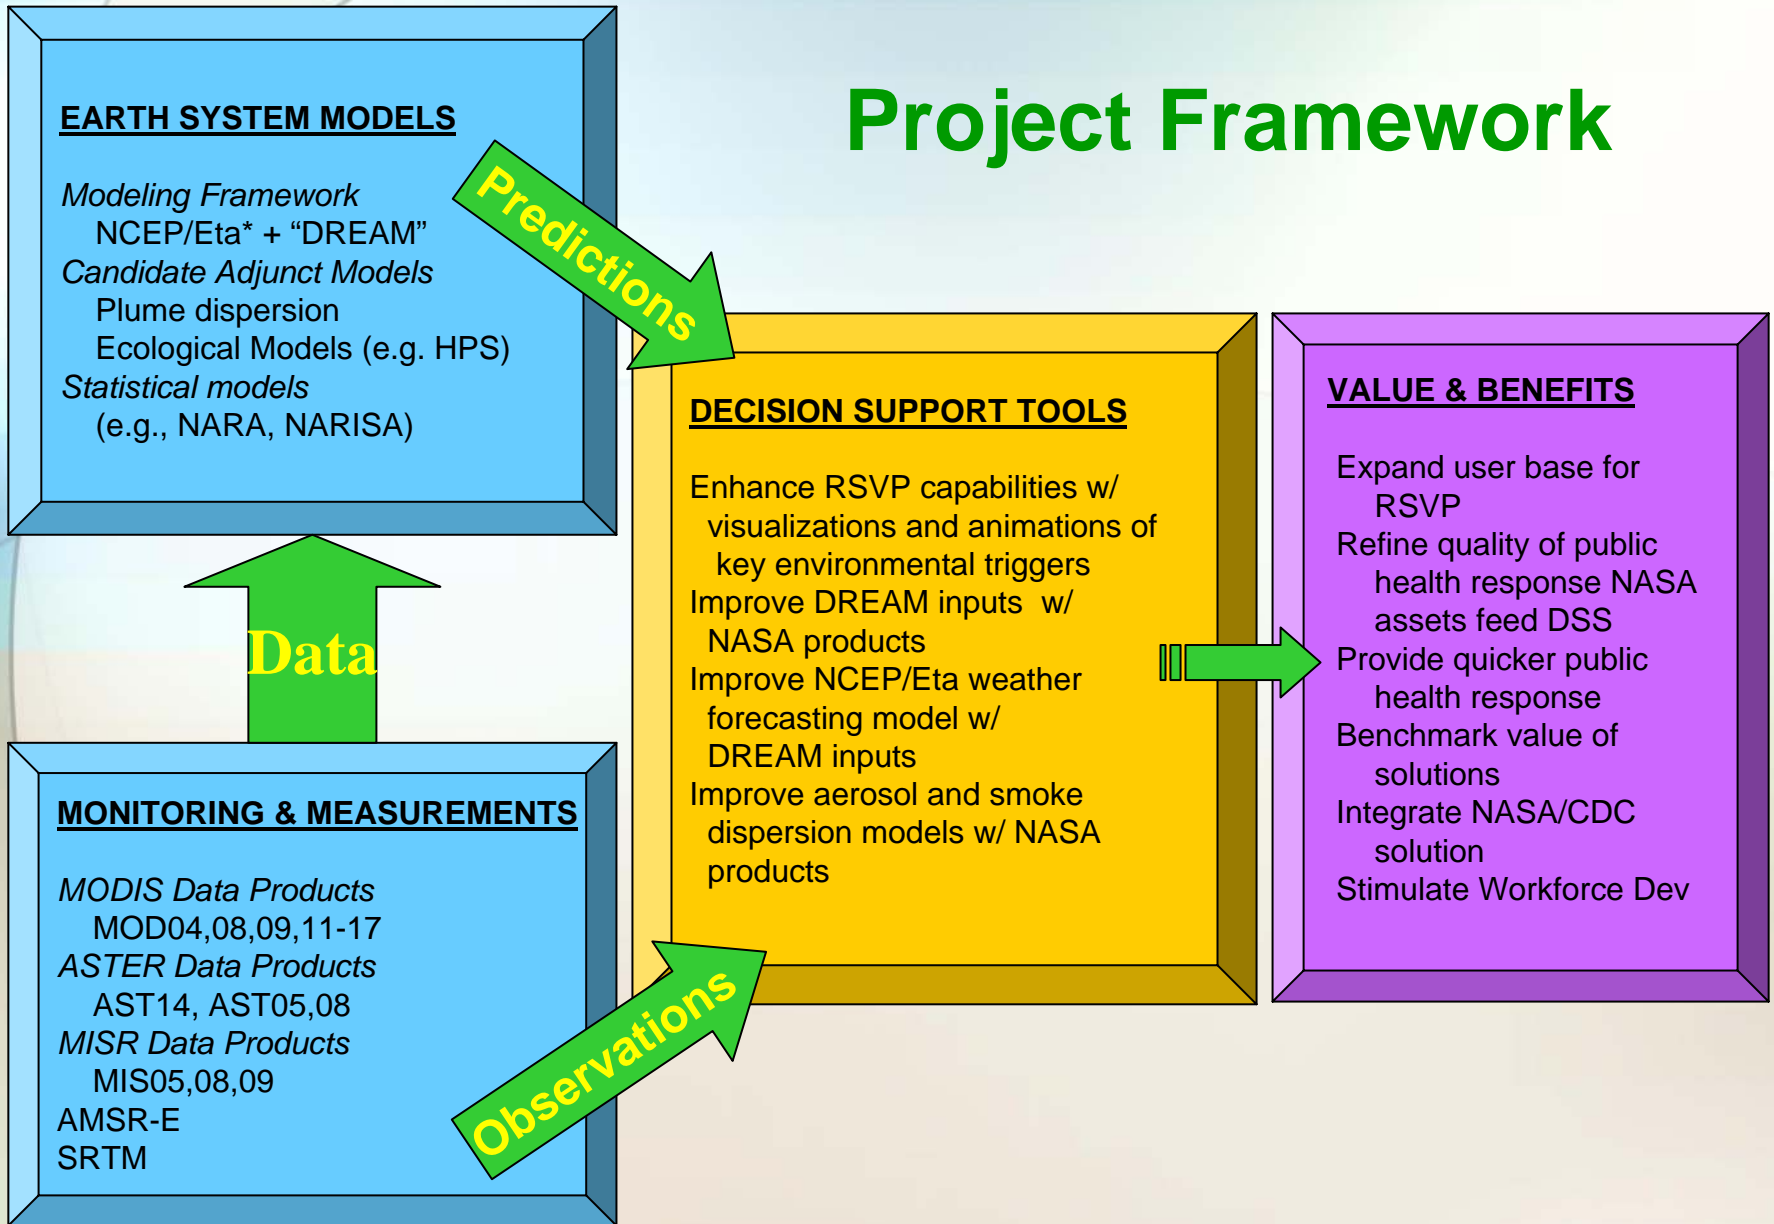 Project Framework
EARTH SYSTEM MODELS
Modeling Framework
NCEP/Eta* + “DREAM”
Candidate Adjunct Models
Plume dispersion
Ecological Models (e.g. HPS)
Statistical models
(e.g., NARA, NARISA)
Predictions
Data
MONITORING & MEASUREMENTS
MODIS Data Products
MOD04,08,09,11-17
ASTER Data Products
AST14, AST05,08
MISR Data Products
MIS05,08,09
AMSR-E
SRTM
Observations
DECISION SUPPORT TOOLS
Enhance RSVP capabilities w/
visualizations and animations of
key environmental triggers
Improve DREAM inputs w/
NASA products
Improve NCEP/Eta weather
forecasting model w/
DREAM inputs
Improve aerosol and smoke
dispersion models w/ NASA
products
VALUE & BENEFITS
Expand user base for
RSVP
Refine quality of public
health response NASA
assets feed DSS
Provide quicker public
health response
Benchmark value of
solutions
Integrate NASA/CDC
solution
Stimulate Workforce Dev